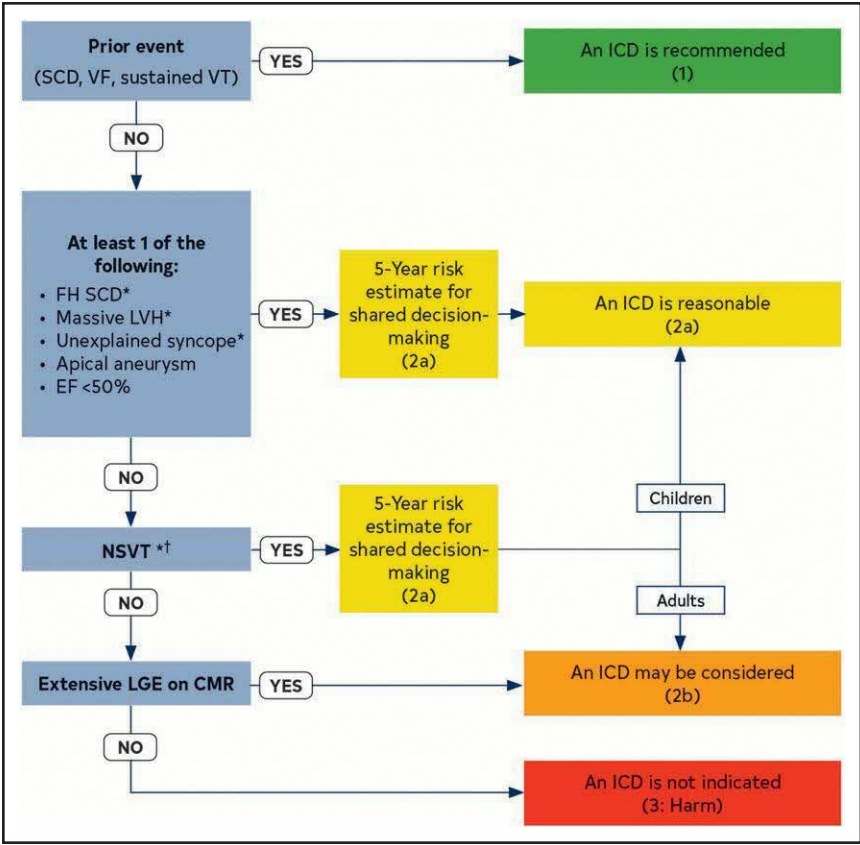 Prior event
(SCD, VF, sustained VT)
YES
An ICD is recommended
(1)
NO
At least 1 of the
following:
• FH SCD*
• Massive LVH*
• Unexplained syncope*
• Apical aneurysm
• EF <50%
YES
5-Year risk
estimate for
shared decision-
making
(2a)
An ICD is reasonable
(2a)
NO
Children
NSVT *†
YES
5-Year risk
estimate for
shared decision-
making
(2a)
Adults
NO
Extensive LGE on CMR
YES
An ICD may be considered
(2b)
NO
An ICD is not indicated
(3: Harm)